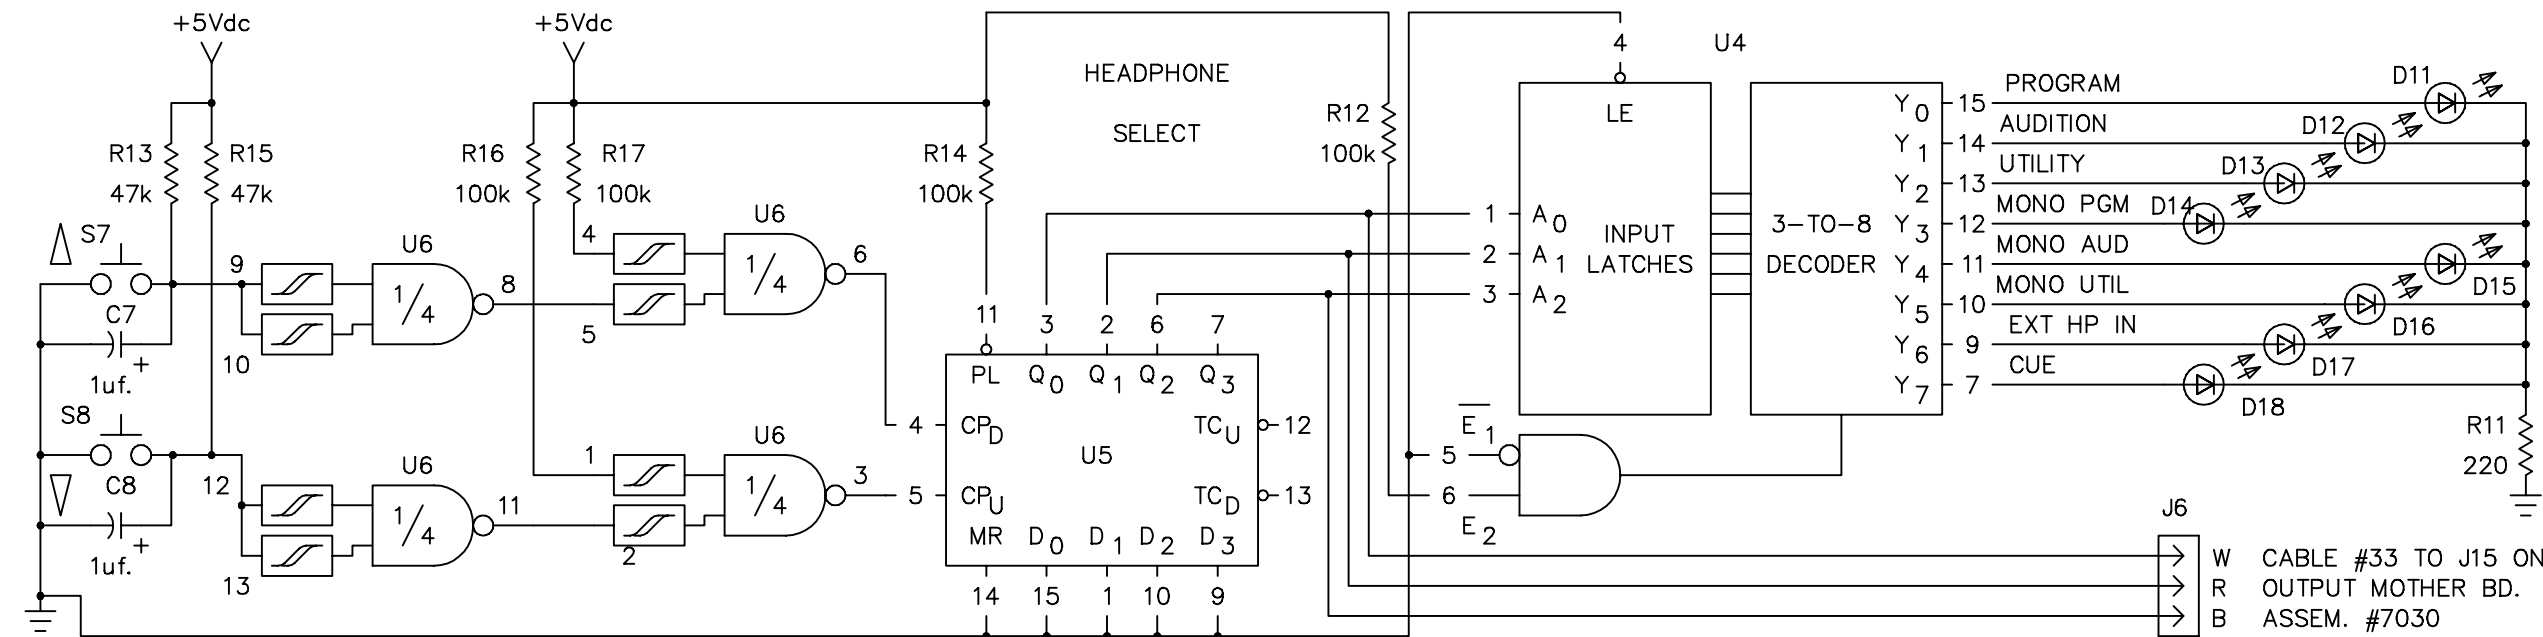 +5Vdc
+5Vdc
HEADPHONE
SELECT
R13
47k
R15
47k
R16
100k
R17
100k
R14
100k
R12
100k
S7
C7
1uf.
+
S8
C8
1uf.
+
9
10
12
13
U6
1/4
8
U6
1/4
11
4
5
U6
1/4
6
1
2
U6
1/4
3
11
3
2
6
7
PL
Q0
Q1
Q2
Q3
4
CPD
TCU
12
U5
5
CPU
TCD
13
MR
D0
D1
D2
D3
14
15
1
10
9
4
U4
LE
1
A0
2
A1
3
A2
INPUT
LATCHES
3-TO-8
DECODER
E1
5
6
E2
Y0
15
PROGRAM
D11
Y1
14
AUDITION
D12
Y2
13
UTILITY
D13
Y3
12
MONO PGM
D14
Y4
11
MONO AUD
D15
Y5
10
MONO UTIL
D16
Y6
9
EXT HP IN
D17
Y7
7
CUE
D18
R11
220
J6
W CABLE #33 TO J15 ON
R OUTPUT MOTHER BD.
B ASSEM. #7030